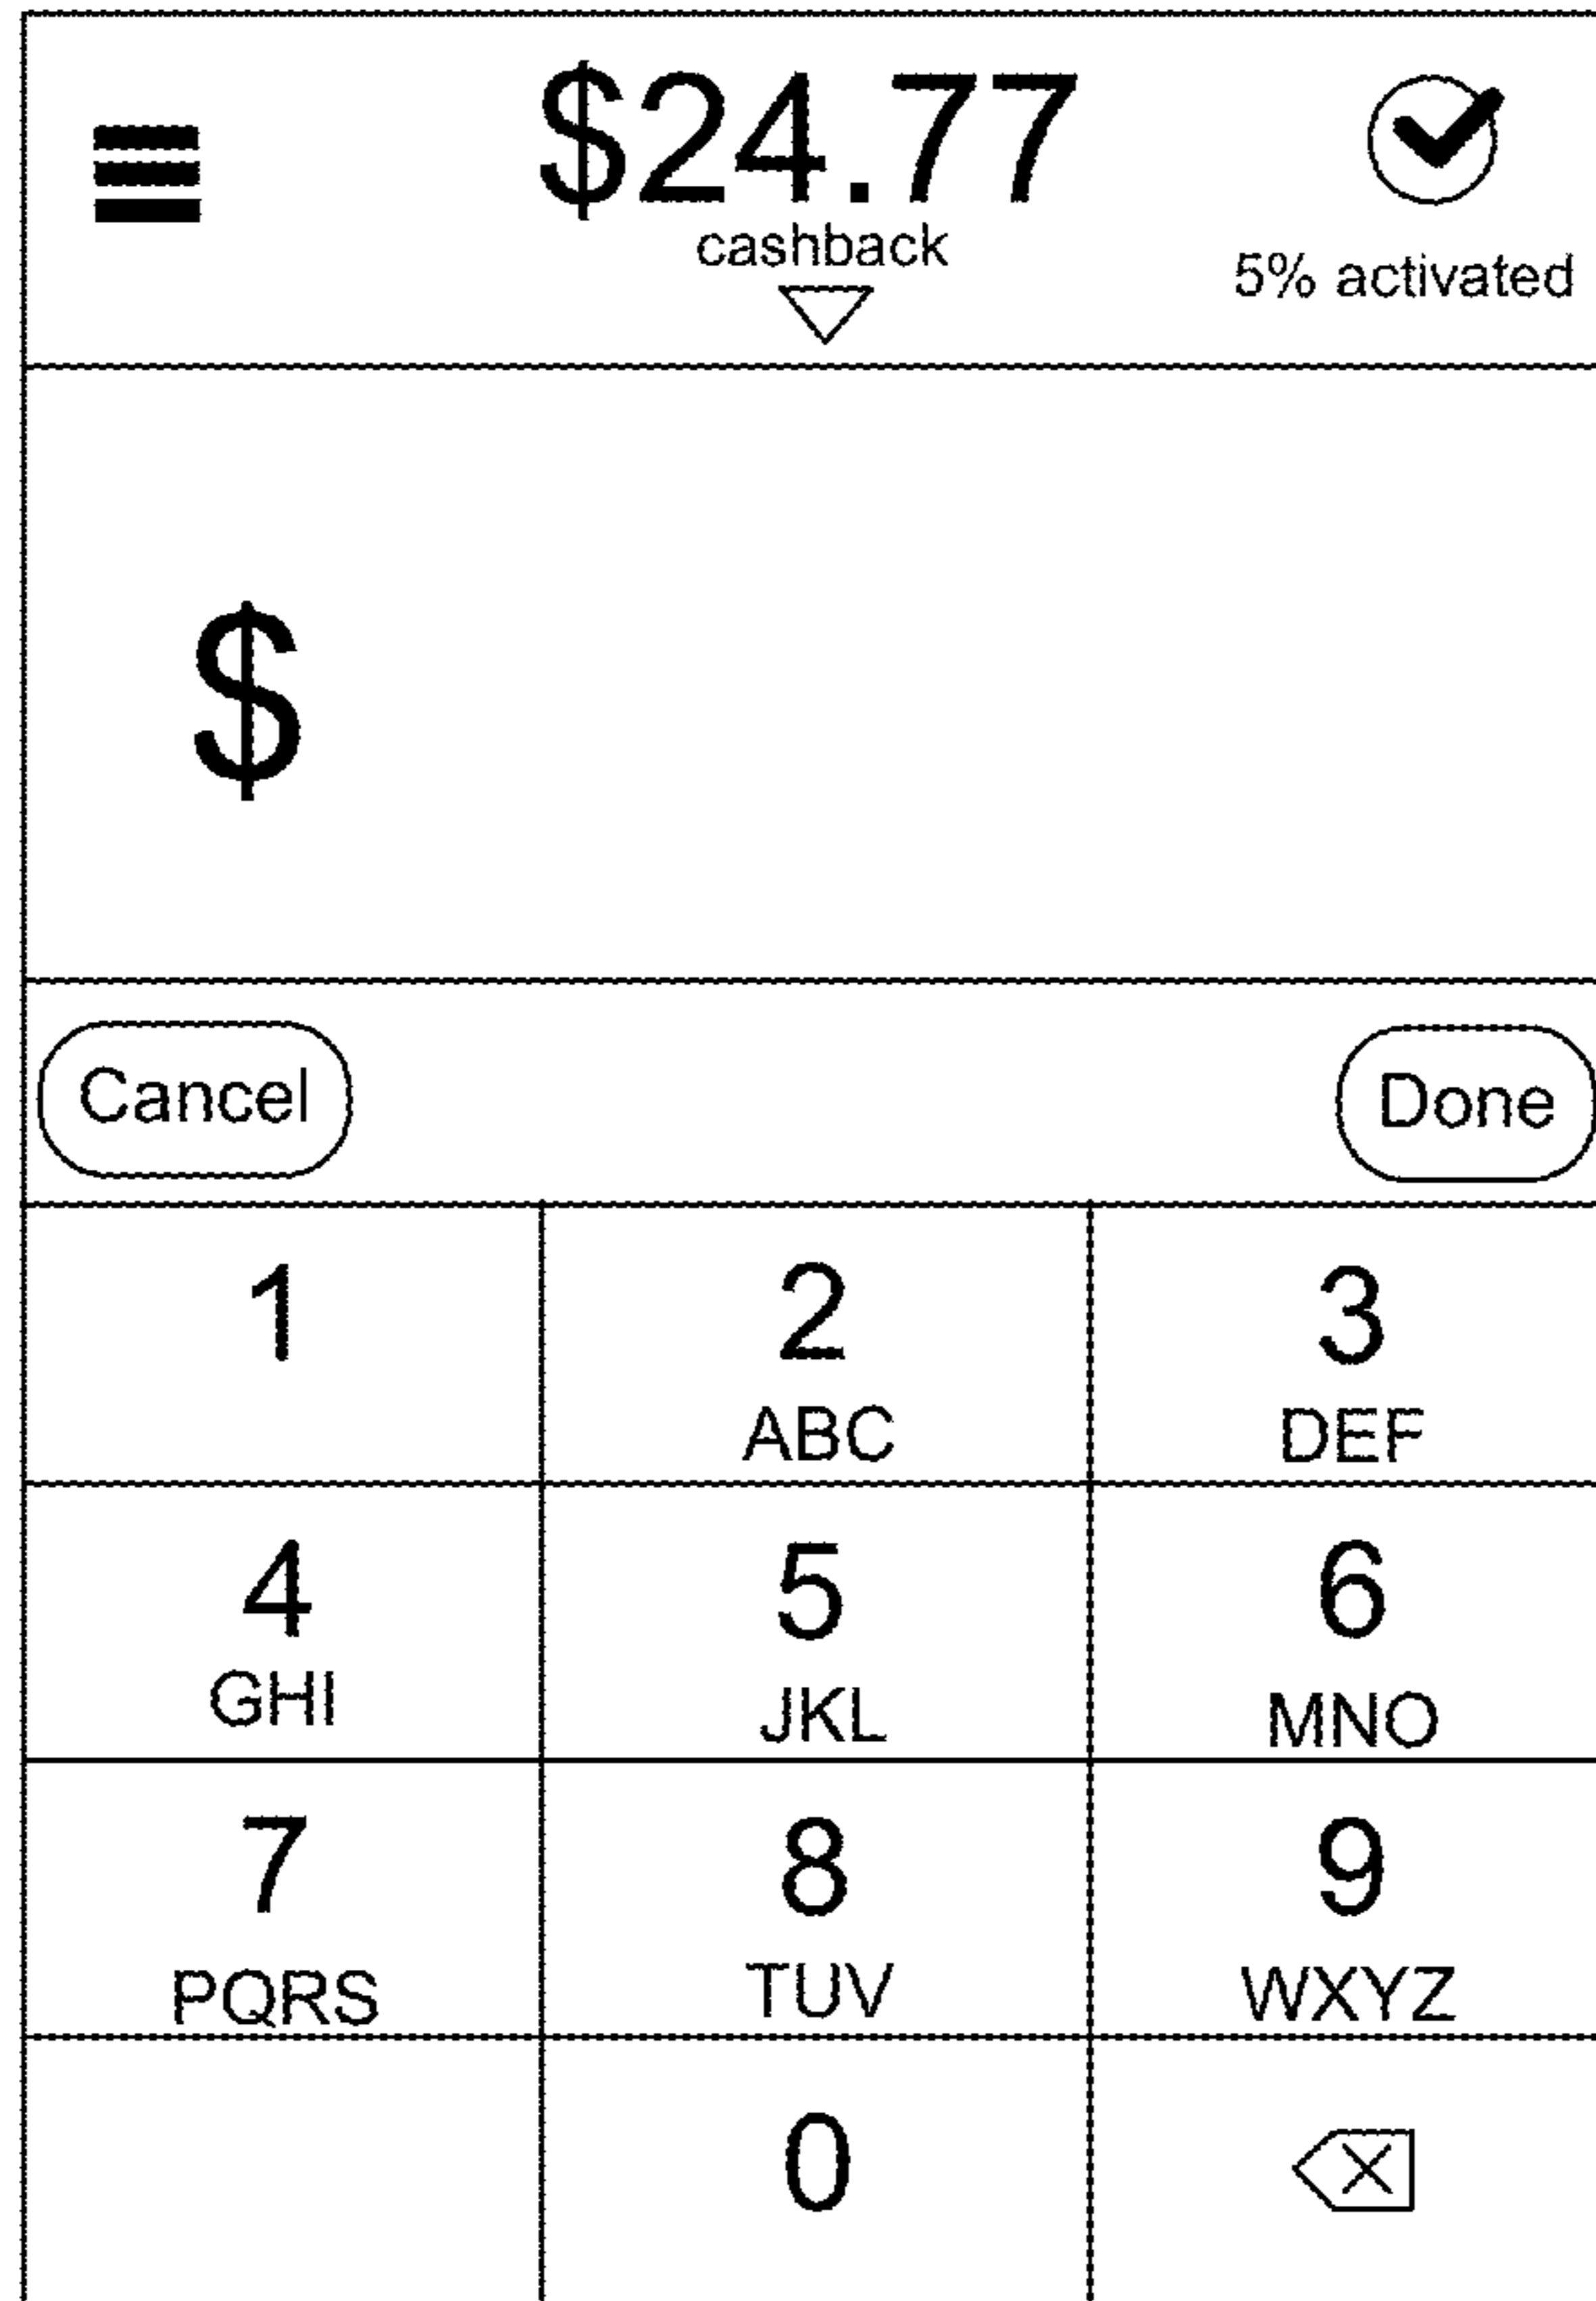 $24.77
cashback
5% activated
$
Cancel Done
1 2 3
ABC DEF
4 5 6
GHI JKL MNO
7 8 9
PQRS TUV WXYZ
0